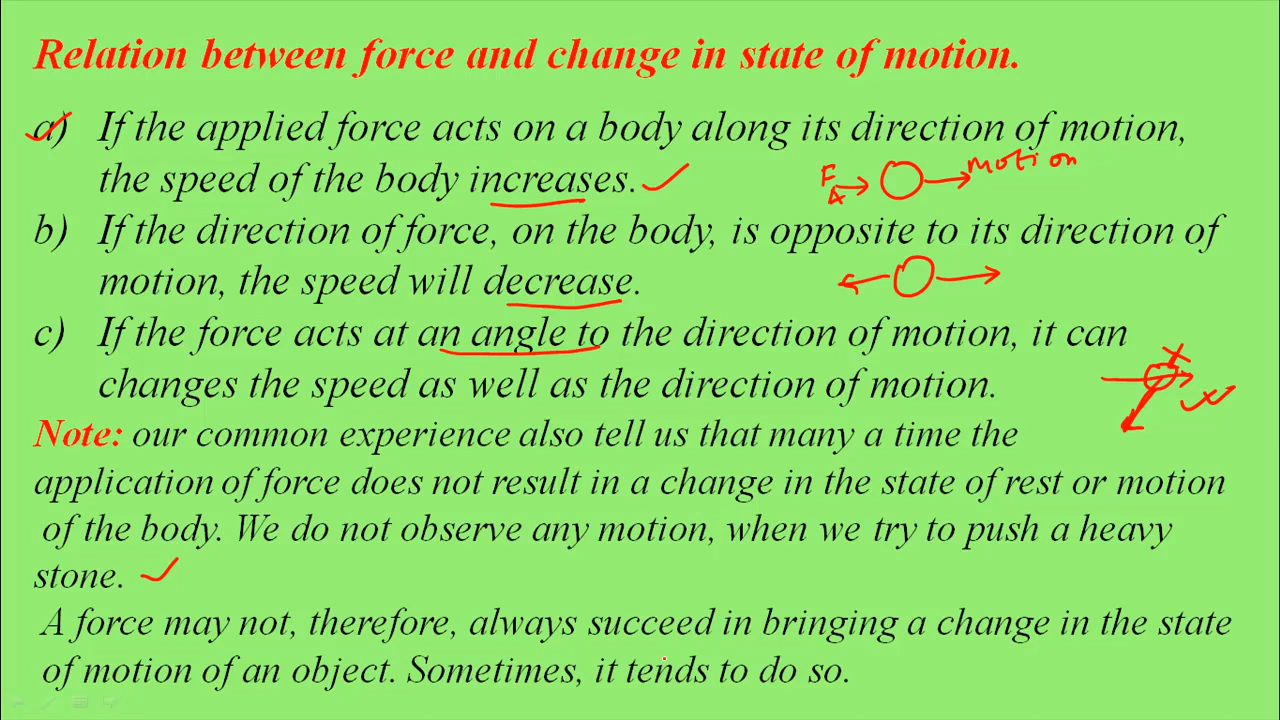 Relation between force and change in state of motion.
a) If the applied force acts on a body along its direction of motion,
the speed of the body increases.
F motion
b) If the direction of force, on the body, is opposite to its direction of
motion, the speed will decrease.
c) If the force acts at an angle to the direction of motion, it can
changes the speed as well as the direction of motion.
Note: our common experience also tell us that many a time the
application of force does not result in a change in the state of rest or motion
of the body. We do not observe any motion, when we try to push a heavy
stone.
A force may not, therefore, always succeed in bringing a change in the state
of motion of an object. Sometimes, it tends to do so.